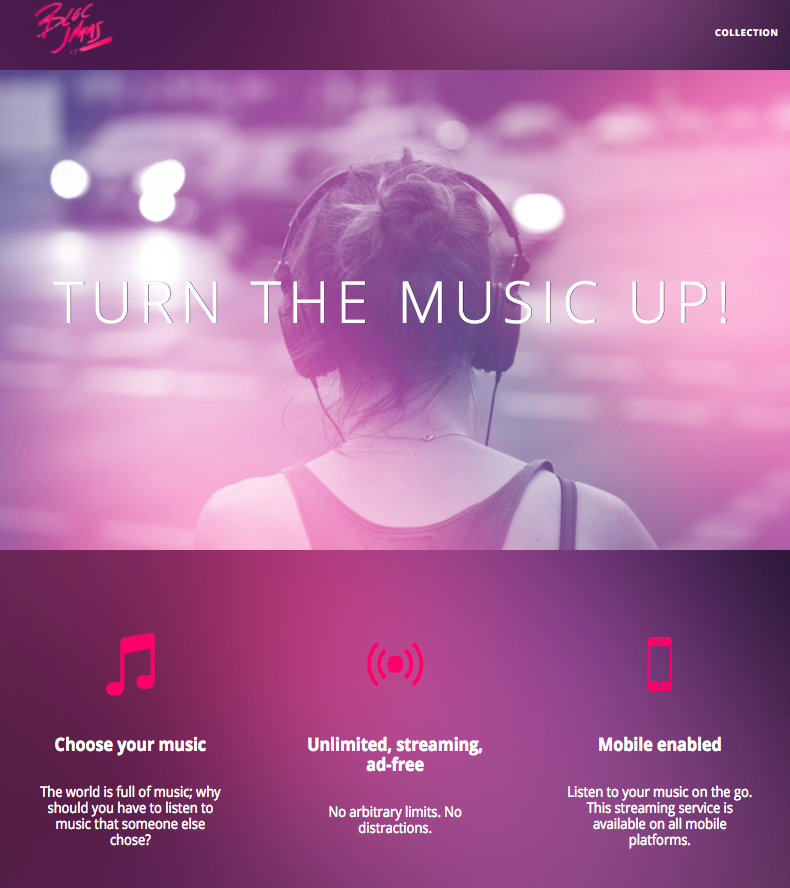 BLOC
JAMS
COLLECTION
TURN THE MUSIC UP!
Choose your music
The world is full of music; why
should you have to listen to
music that someone else
chose?
Unlimited, streaming,
ad-free
No arbitrary limits. No
distractions.
Mobile enabled
Listen to your music on the go.
This streaming service is
available on all mobile
platforms.